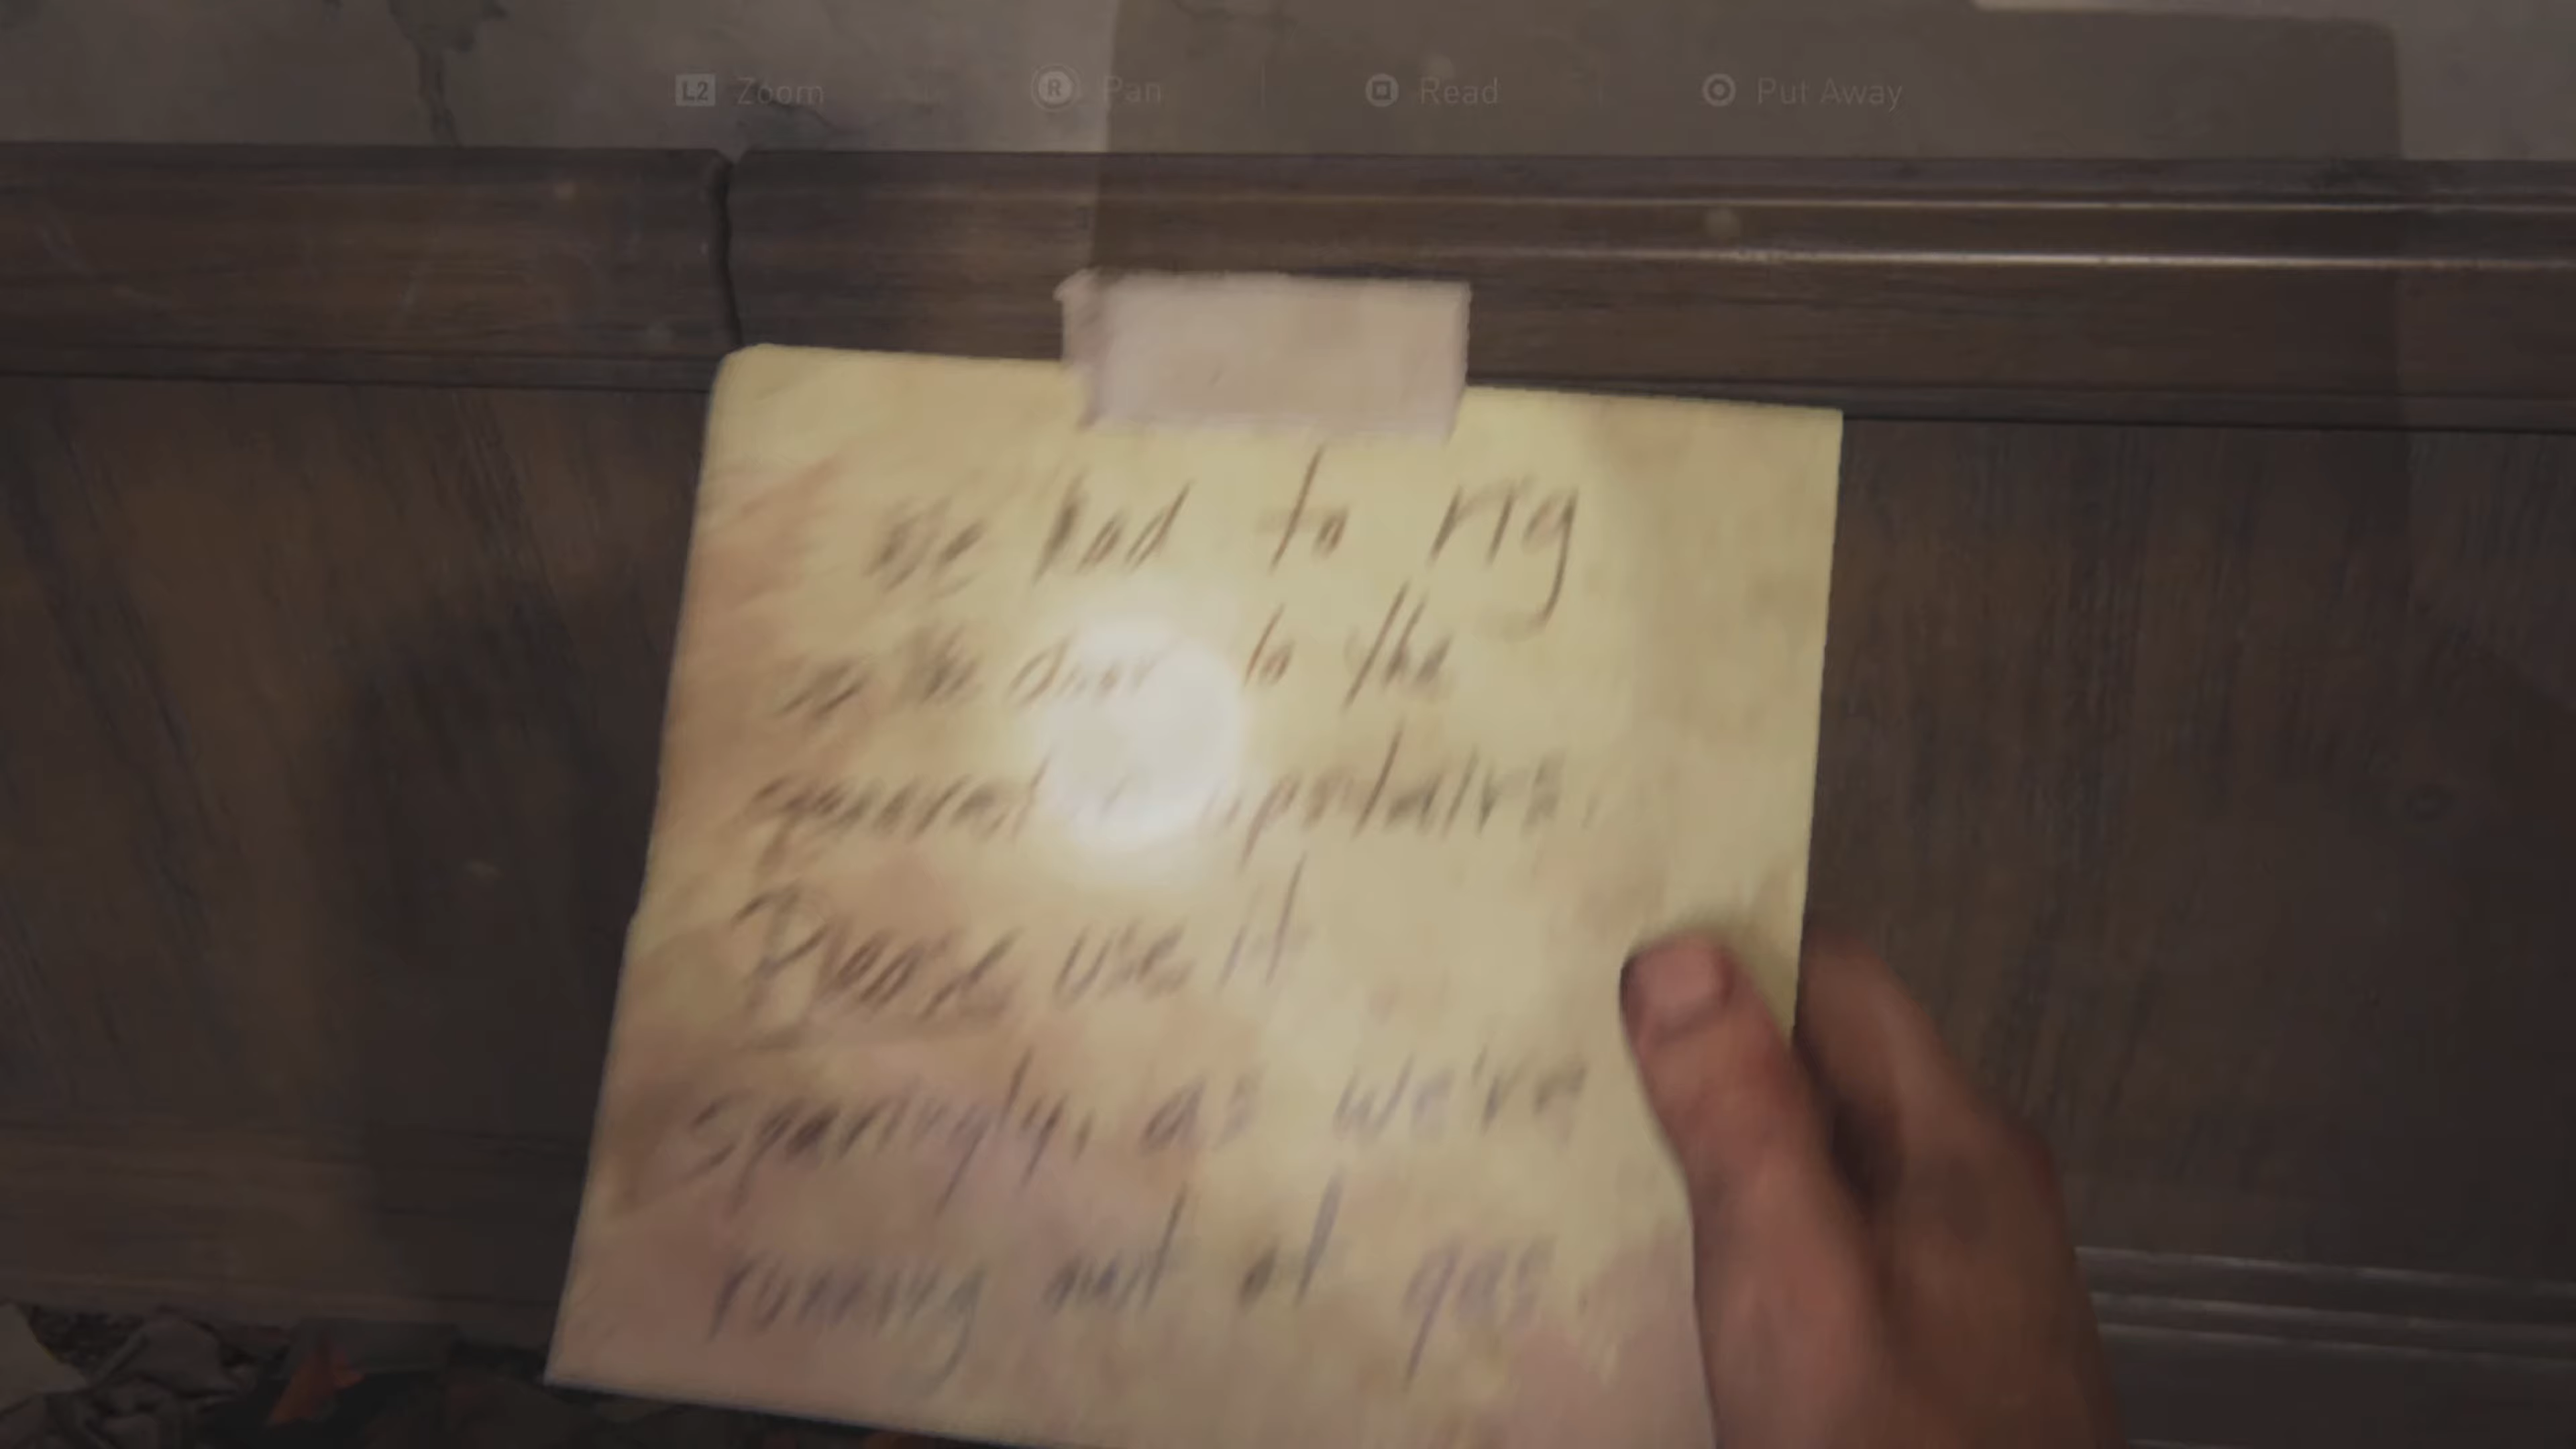 L2 Zoom R Pan Read Put Away
We had to rig
up the door to the
generator upstairs.
Please use it
sparingly, as we're
running out of gas.